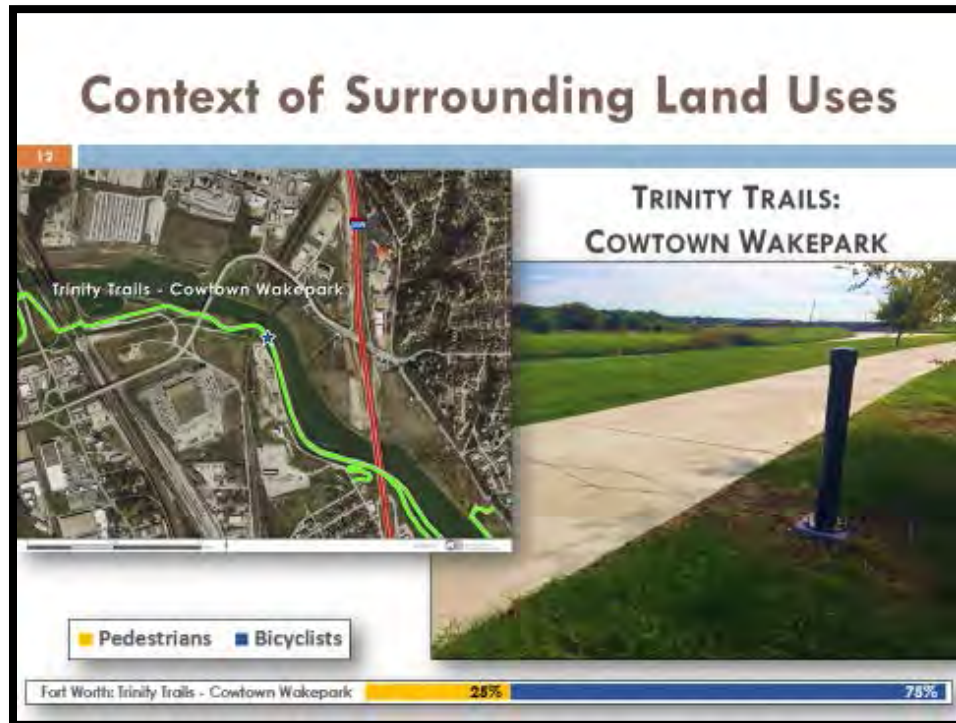 Context of Surrounding Land Uses
12
TRINITY TRAILS:
COWTOWN WAKEPARK
Trinity Trails - Cowtown Wakepark
Pedestrians Bicyclists
Fort Worth: Trinity Trails - Cowtown Wakepark 25% 75%